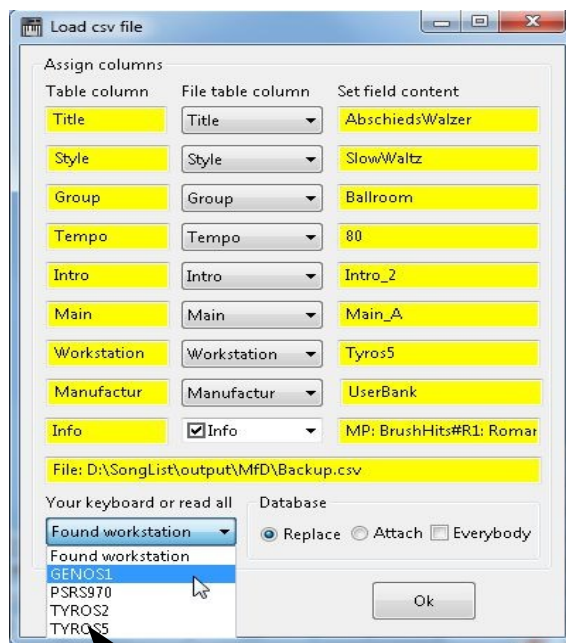 Load csv file
Assign columns
Table column File table column Set field content
Title Title AbschiedsWalzer
Style Style SlowWaltz
Group Group Ballroom
Tempo Tempo 80
Intro Intro Intro_2
Main Main Main_A
Workstation Workstation Tyros5
Manufactur Manufactur UserBank
Info Info MP: BrushHits#R1: Romar
File: D:\SongList\output\MfD\Backup.csv
Your keyboard or read all Database
Found workstation Replace Attach Everybody
Found workstation
GENOS1
PSRS970
TYROS2
TYROS5
Ok